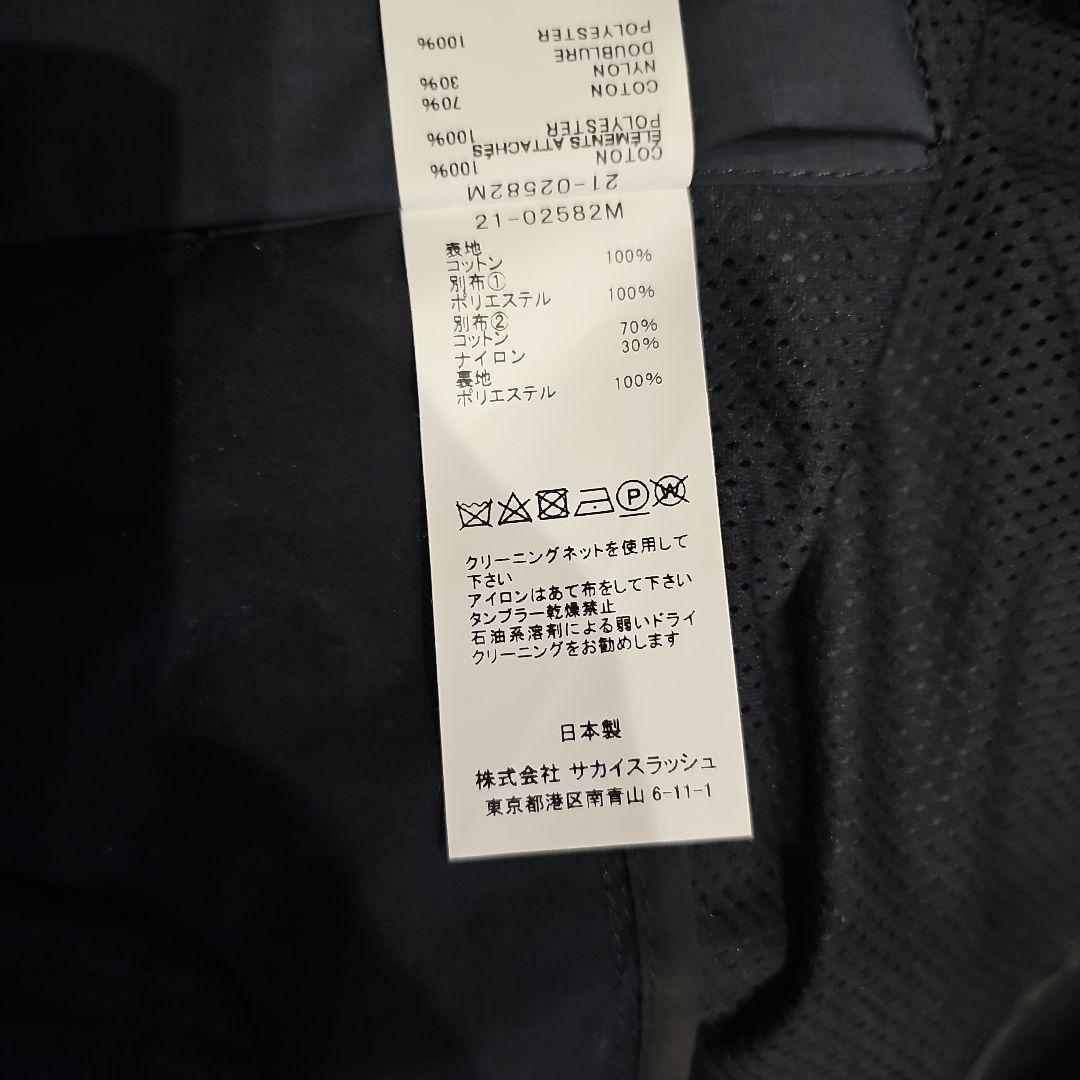 COTON 100%
ÉLÉMENTS ATTACHÉS
POLYESTER 100%
COTON 70%
NYLON 30%
DOUBLURE
POLYESTER 100%
21-02582M
21-02582M
表地
コットン 100%
別布①
ポリエステル 100%
別布②
コットン 70%
ナイロン 30%
裏地
ポリエステル 100%
P W
クリーニングネットを使用して
下さい
アイロンはあて布をして下さい
タンブラー乾燥禁止
石油系溶剤による弱いドライ
クリーニングをお勧めします
日本製
株式会社 サカイスラッシュ
東京都港区南青山 6-11-1